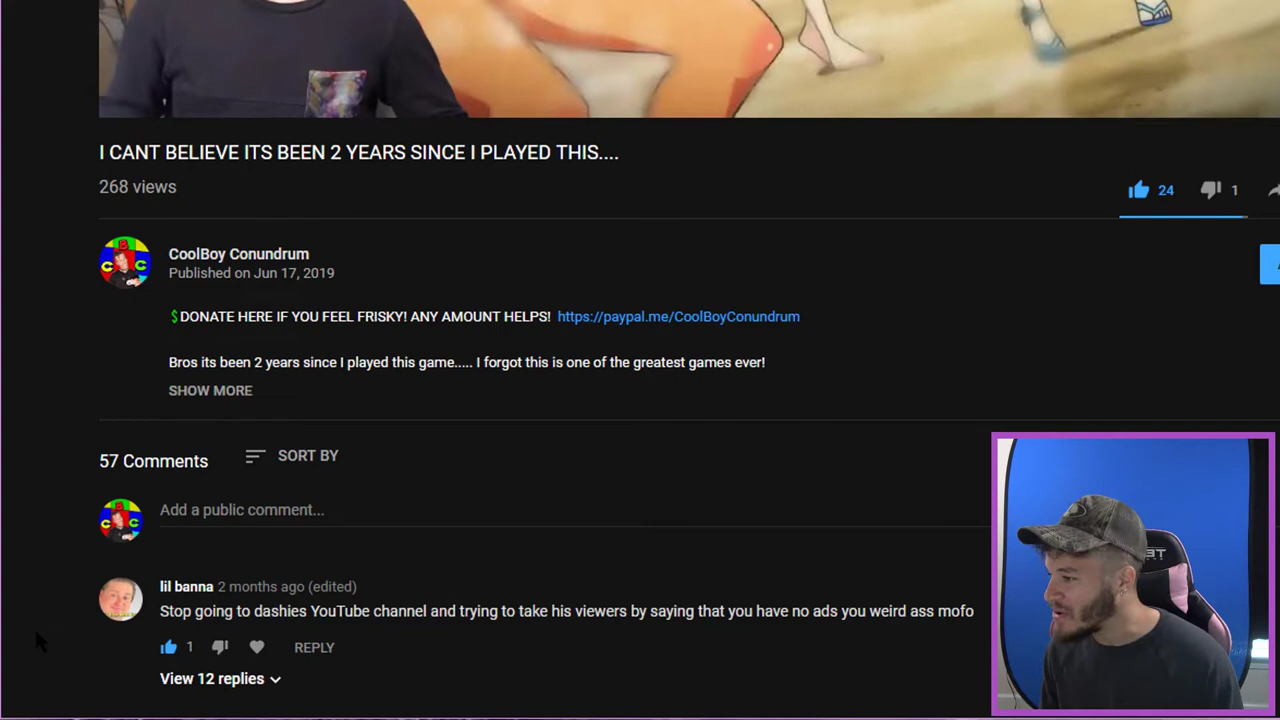 I CANT BELIEVE ITS BEEN 2 YEARS SINCE I PLAYED THIS....
268 views
24
1
CoolBoy Conundrum
Published on Jun 17, 2019
$DONATE HERE IF YOU FEEL FRISKY! ANY AMOUNT HELPS! https://paypal.me/CoolBoyConundrum
Bros its been 2 years since I played this game..... I forgot this is one of the greatest games ever!
SHOW MORE
57 Comments
SORT BY
Add a public comment...
lil banna 2 months ago (edited)
Stop going to dashies YouTube channel and trying to take his viewers by saying that you have no ads you weird ass mofo
1
REPLY
View 12 replies